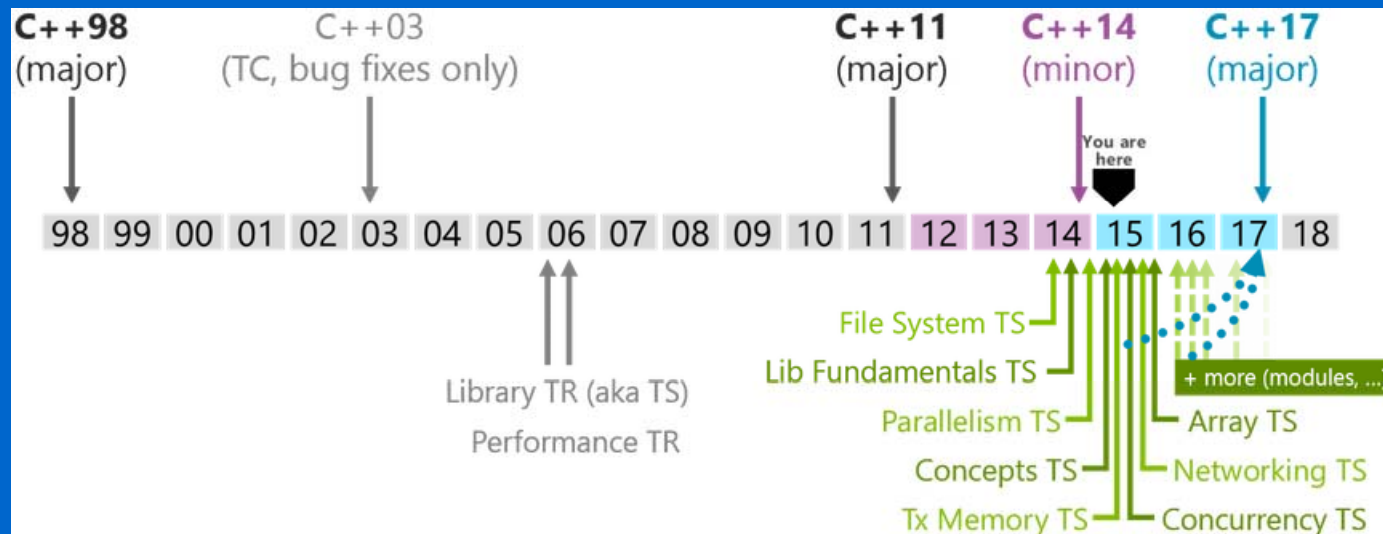 C++98 C++03 C++11 C++14 C++17
(major) (TC, bug fixes only) (major) (minor) (major)
You are
here
98 99 00 01 02 03 04 05 06 07 08 09 10 11 12 13 14 15 16 17 18
File System TS
Lib Fundamentals TS + more (modules, ...)
Library TR (aka TS) Parallelism TS Array TS
Performance TR Concepts TS Networking TS
Tx Memory TS Concurrency TS